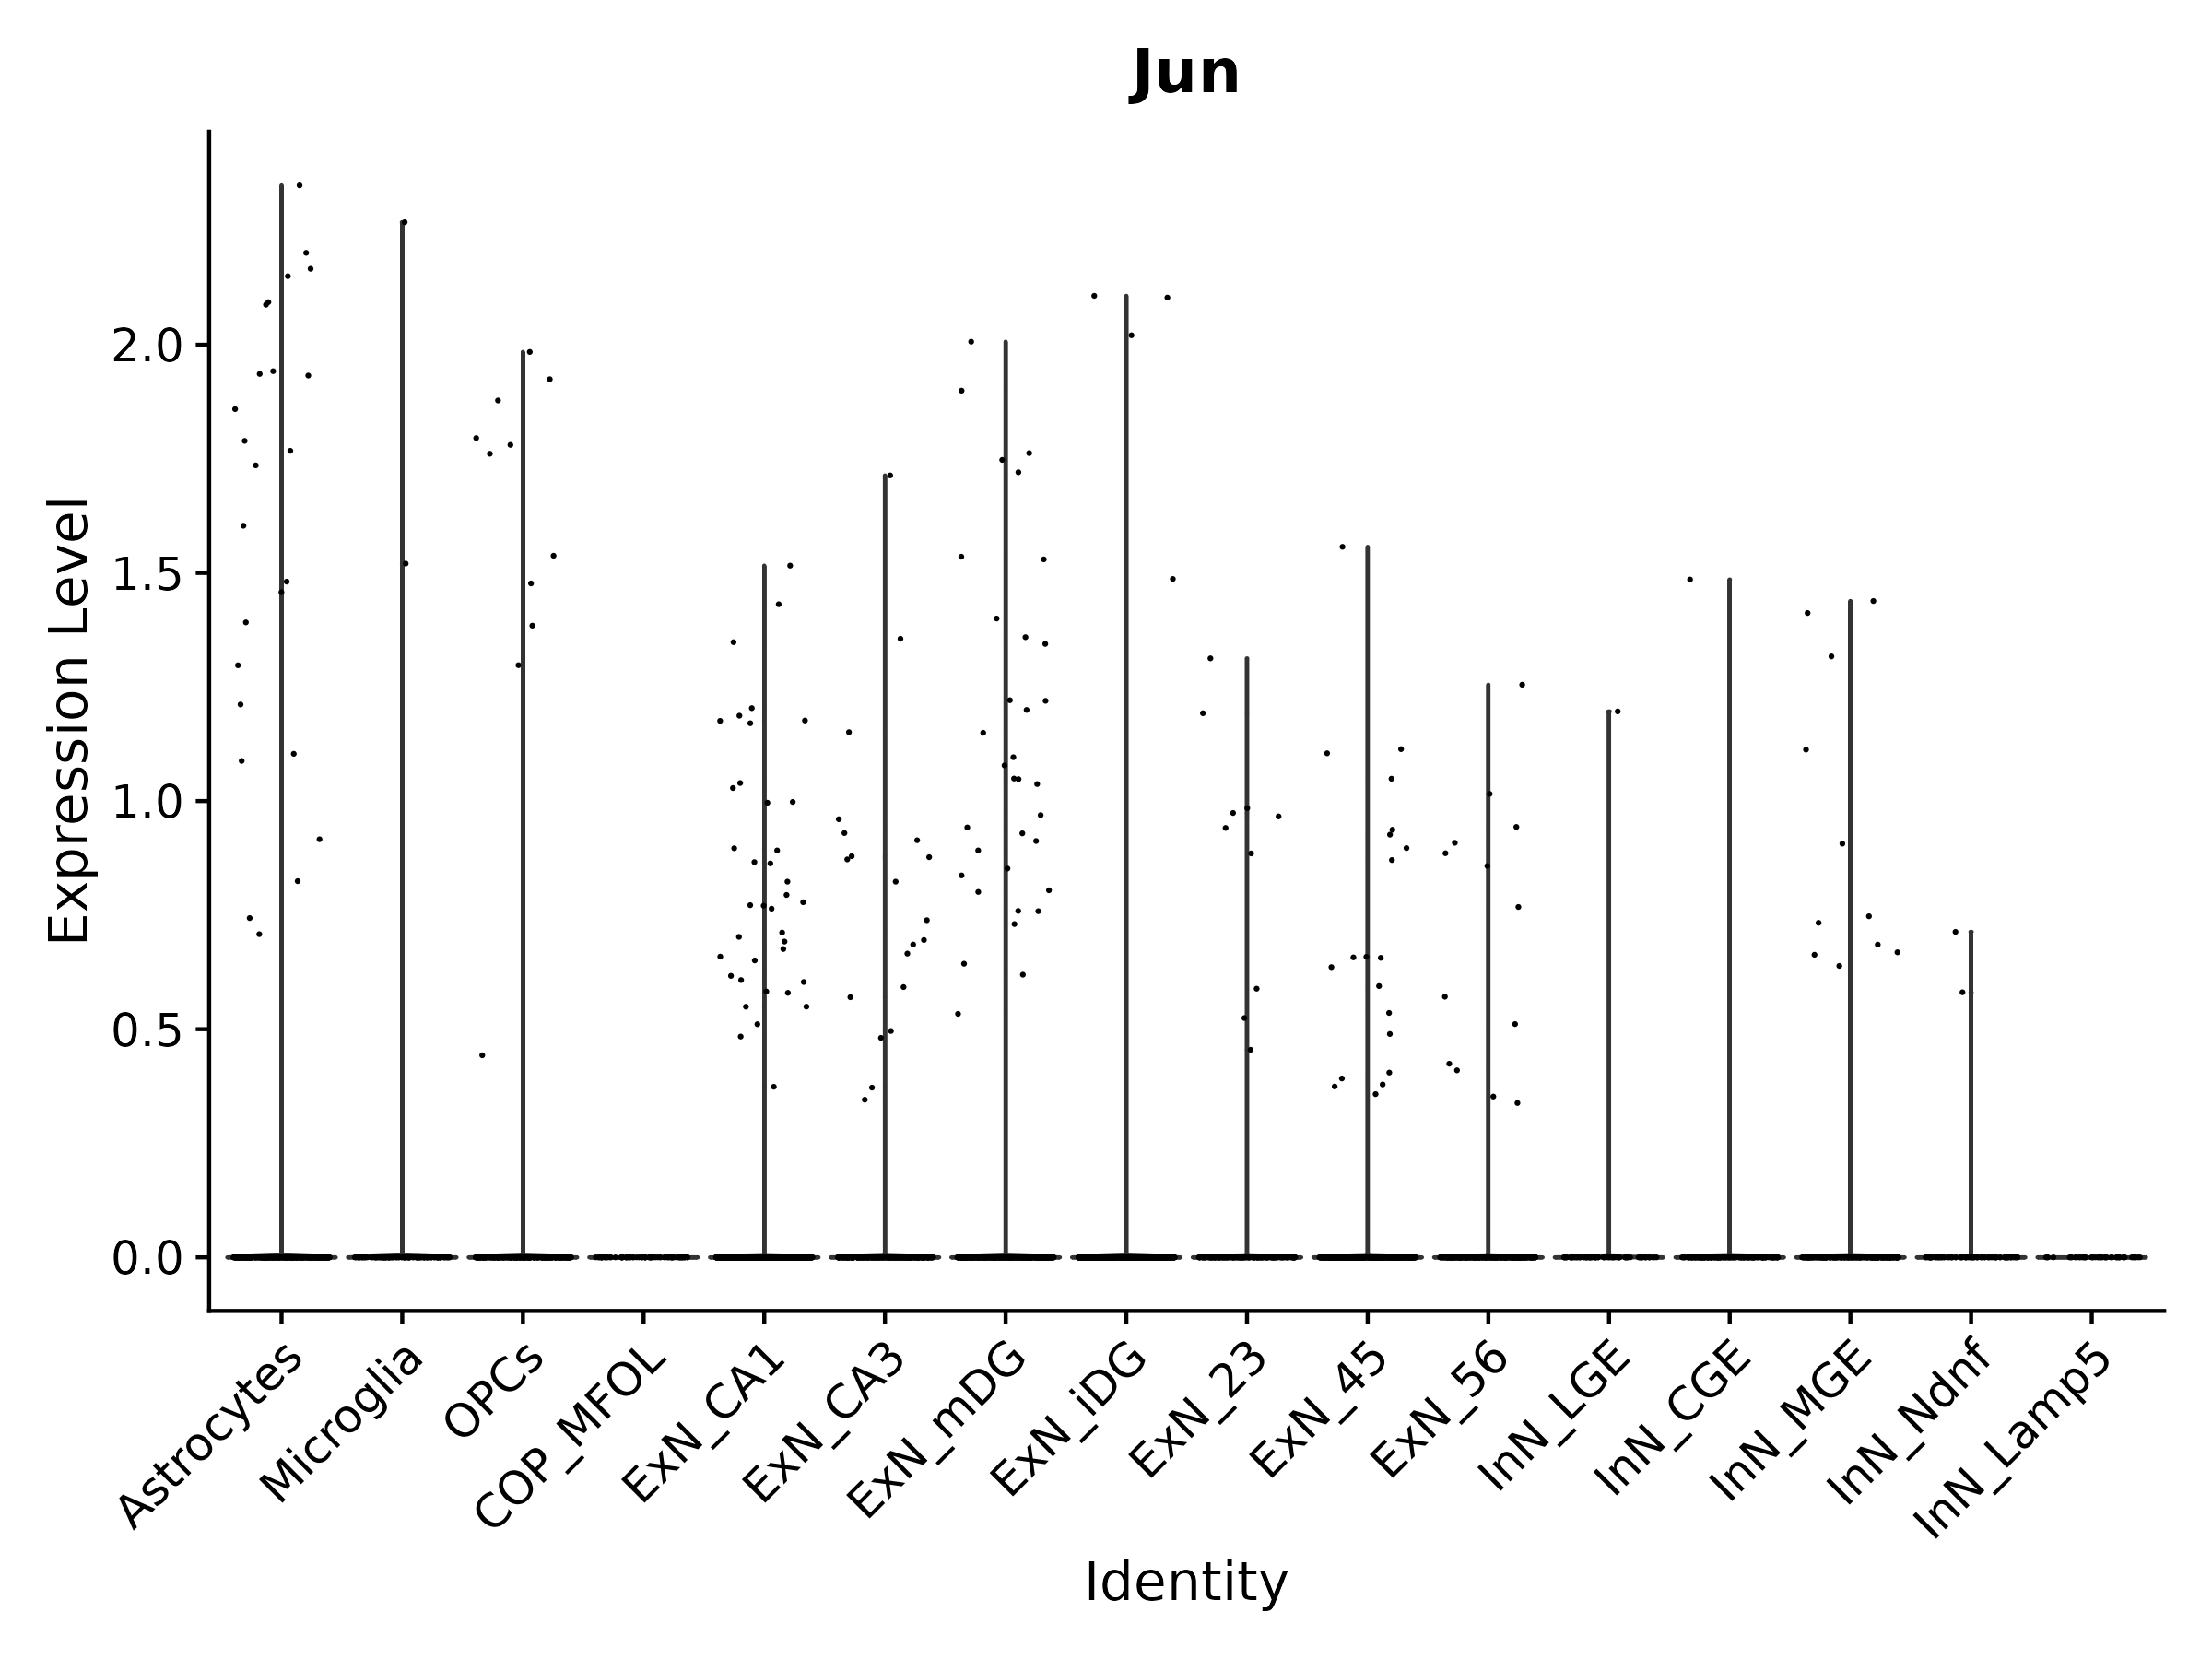 Jun
Expression Level
2.0
1.5
1.0
0.5
0.0
Astrocytes
Microglia
OPCs
COP_MFOL
ExN_CA1
ExN_CA3
ExN_mDG
ExN_iDG
ExN_23
ExN_45
ExN_56
InN_LGE
InN_CGE
InN_MGE
InN_Ndnf
InN_Lamp5
Identity